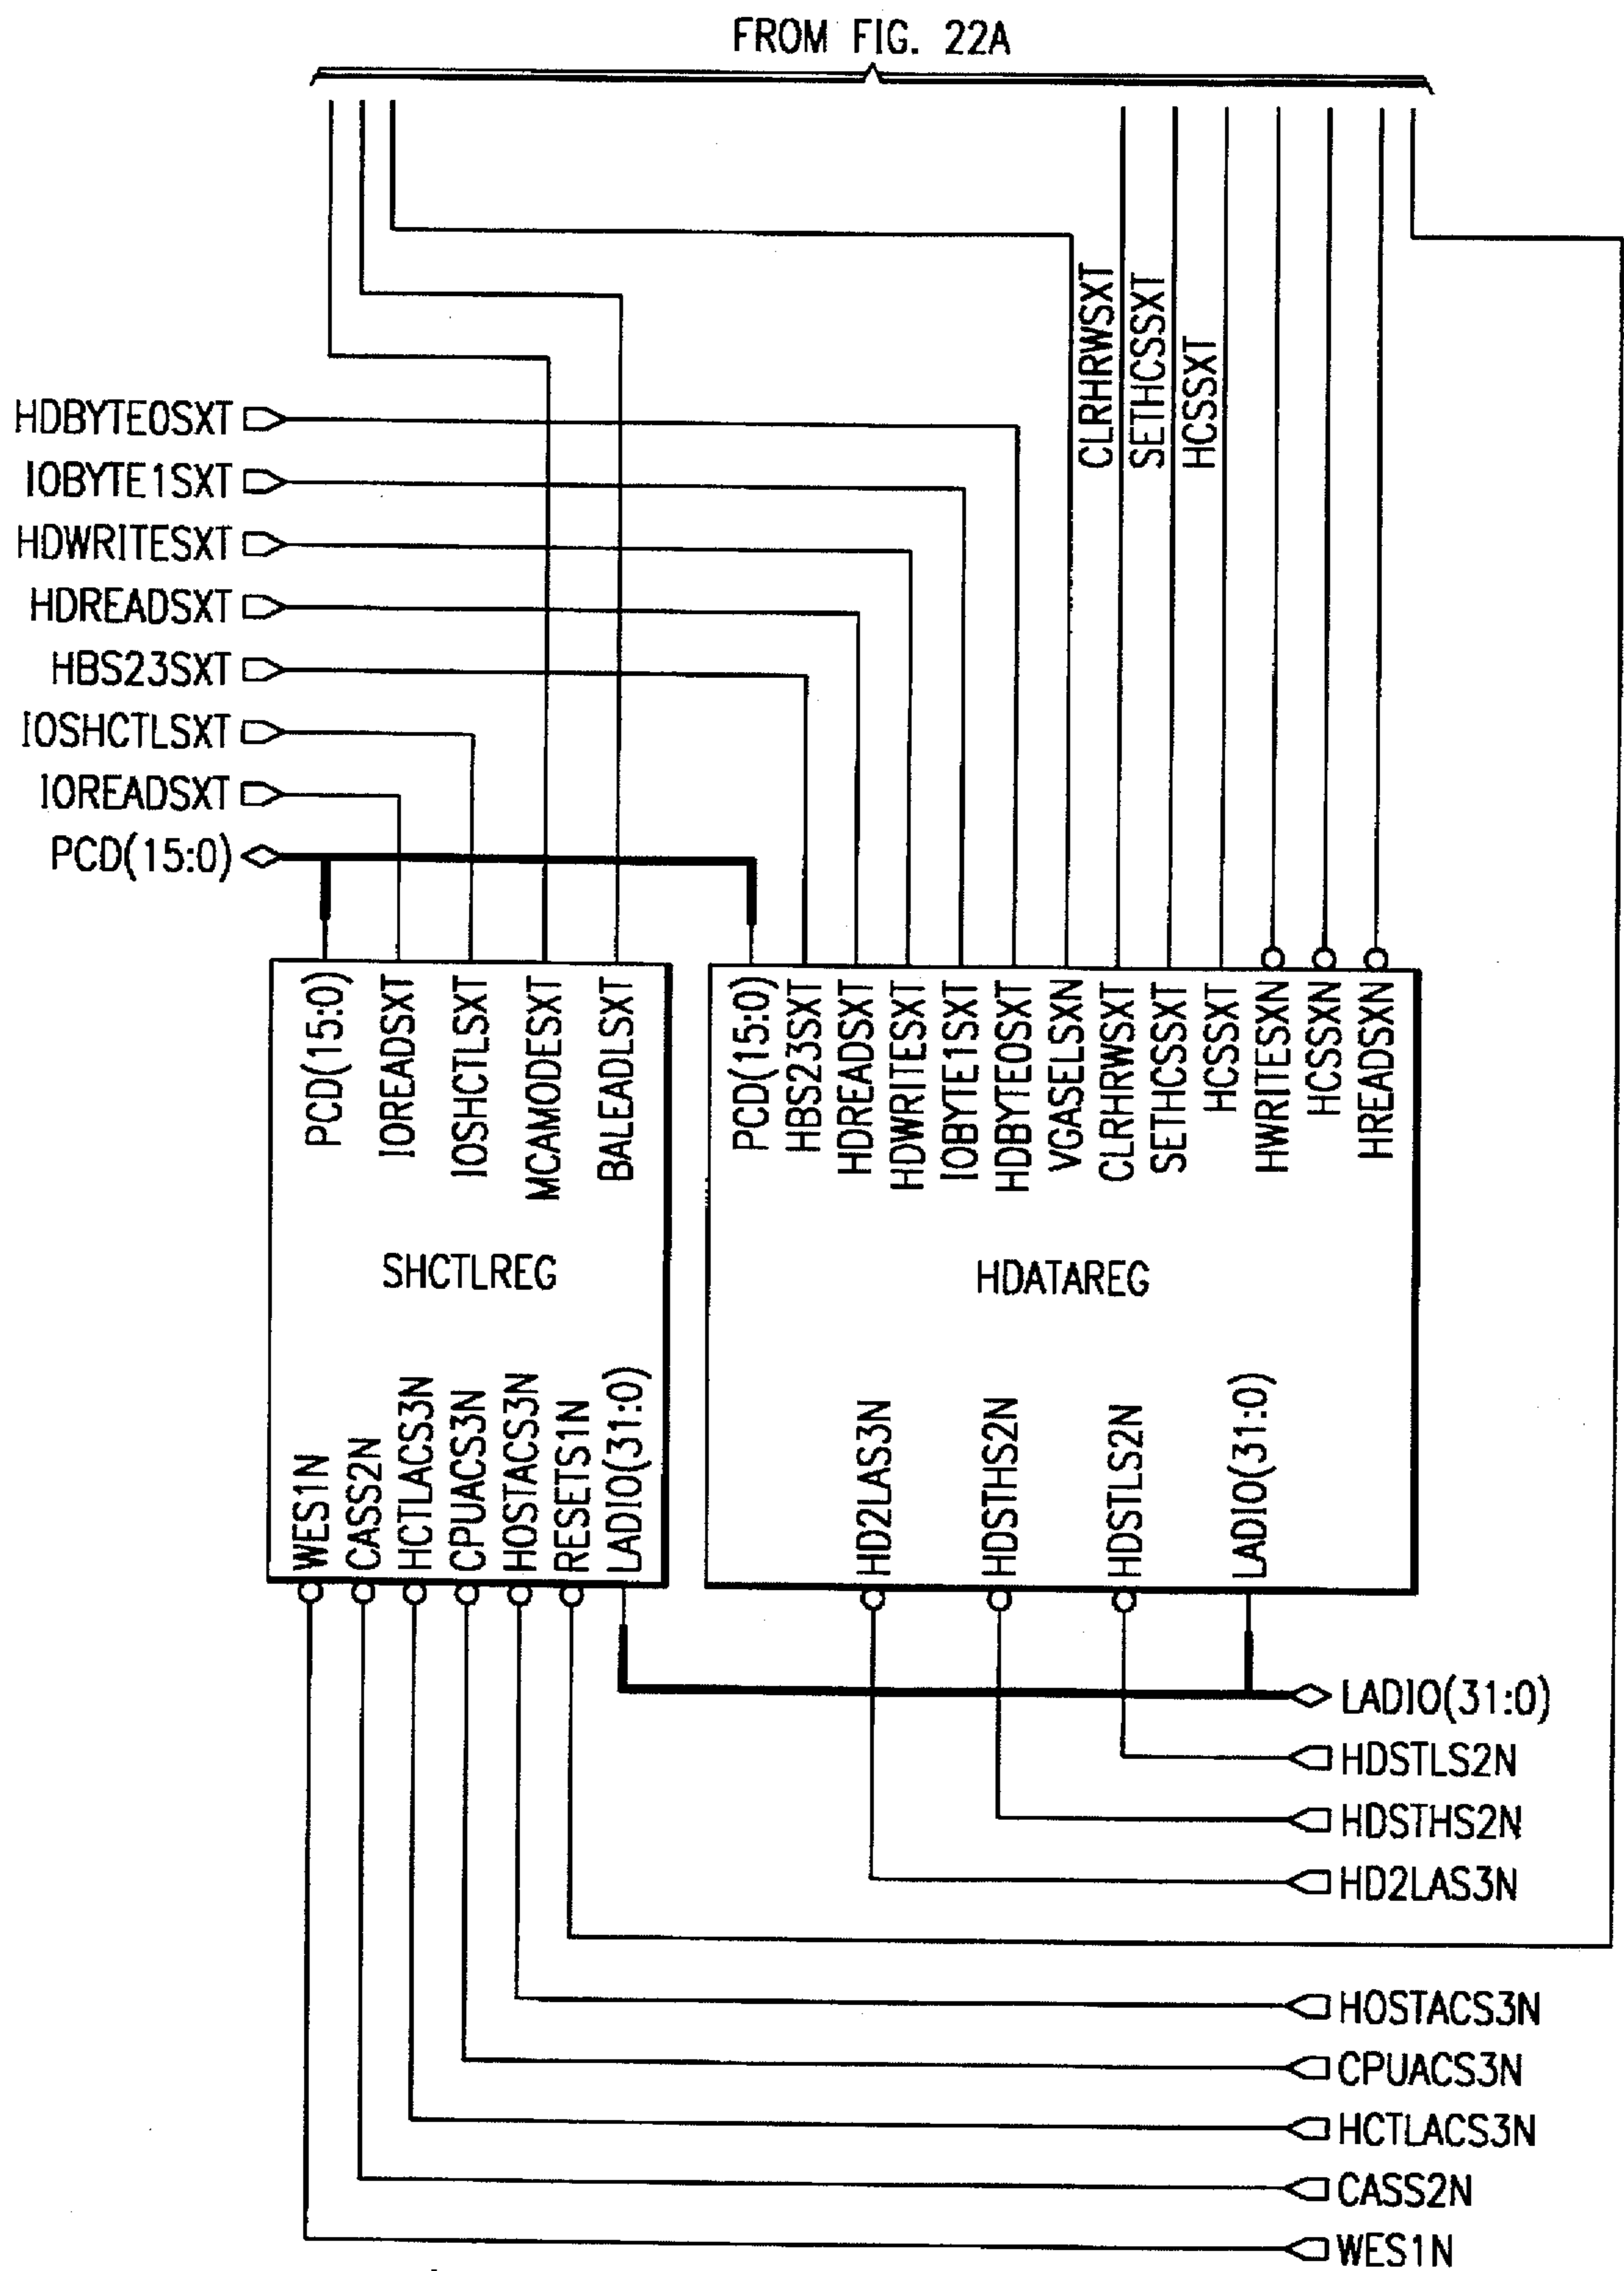 FROM FIG. 22A
CLRHRWSXT
SETHCSSXT
HCSSXT
HDBYTE0SXT
IOBYTE1SXT
HDWRITESXT
HDREADSXT
HBS23SXT
IOSHCTLSXT
IOREADSXT
PCD(15:0)
PCD(15:0)
IOREADSXT
IOSHCTLSXT
MCAMODESXT
BALEADLSXT
SHCTLREG
WES1N
CASS2N
HCTLACS3N
CPUACS3N
HOSTACS3N
RESETS1N
LADIO(31:0)
PCD(15:0)
HBS23SXT
HDREADSXT
HDWRITESXT
IOBYTE1SXT
HDBYTE0SXT
VGASELSXN
CLRHRWSXT
SETHCSSXT
HCSSXT
HWRITESXN
HCSSXN
HREADSXN
HDATAREG
HD2LAS3N
HDSTHS2N
HDSTLS2N
LADIO(31:0)
LADIO(31:0)
HDSTLS2N
HDSTHS2N
HD2LAS3N
HOSTACS3N
CPUACS3N
HCTLACS3N
CASS2N
WES1N